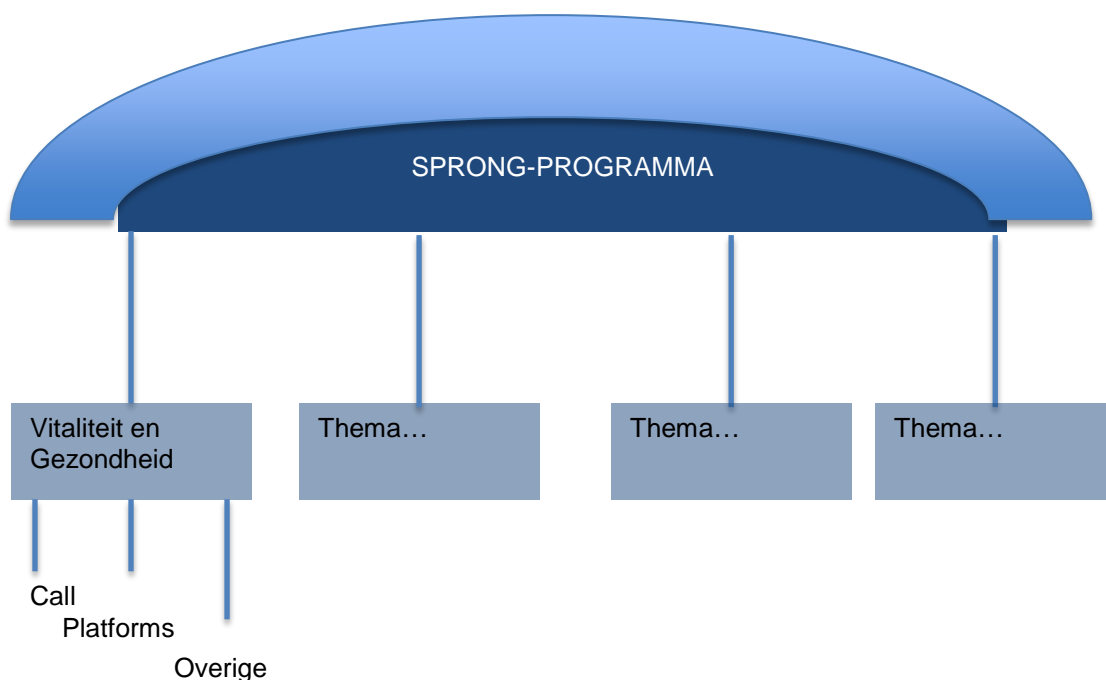 SPRONG-PROGRAMMA
Vitaliteit en
Gezondheid
Thema…
Thema…
Thema…
Call
Platforms
Overige